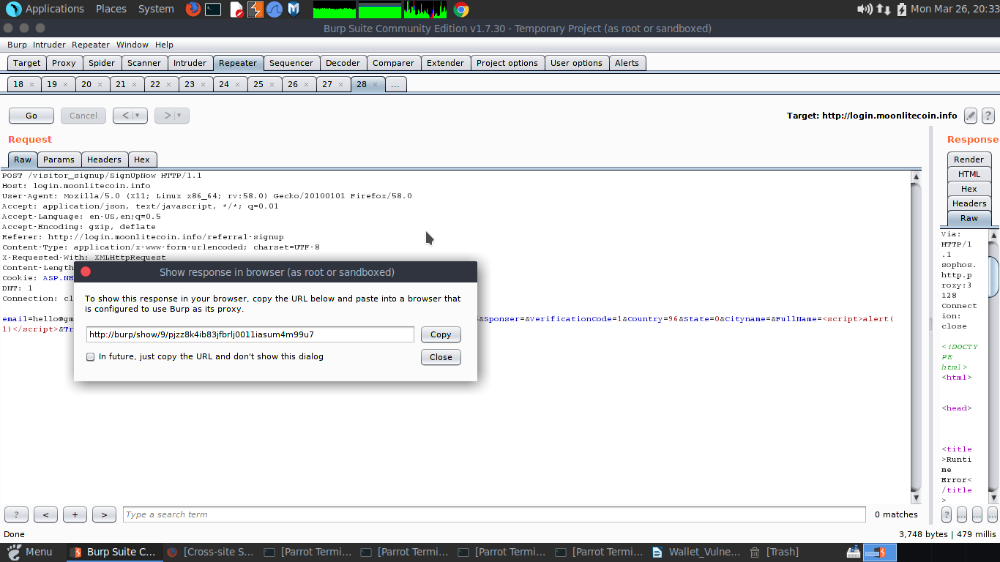 Applications Places System Mon Mar 26, 20:33
Burp Suite Community Edition v1.7.30 - Temporary Project (as root or sandboxed)
Burp Intruder Repeater Window Help
Target Proxy Spider Scanner Intruder Repeater Sequencer Decoder Comparer Extender Project options User options Alerts
18 × 19 × 20 × 21 × 22 × 23 × 24 × 25 × 26 × 27 × 28 × ...
Go Cancel < | ▾ > | ▾ Target: http://login.moonlitecoin.info ?
Request
Raw Params Headers Hex
POST /visitor_signup/SignUpNow HTTP/1.1
Host: login.moonlitecoin.info
User-Agent: Mozilla/5.0 (X11; Linux x86_64; rv:58.0) Gecko/20100101 Firefox/58.0
Accept: application/json, text/javascript, */*; q=0.01
Accept-Language: en-US,en;q=0.5
Accept-Encoding: gzip, deflate
Referer: http://login.moonlitecoin.info/referral-signup
Content-Type: application/x-www-form-urlencoded; charset=UTF-8
X-Requested-With: XMLHttpRequest
Content-Length
Cookie: ASP.NE
DNT: 1
Connection: cl
email=hello@gm &Sponser=&VerificationCode=1&Country=96&State=0&Cityname=&FullName=<script>alert(
1)</script>&Tr
Show response in browser (as root or sandboxed)
To show this response in your browser, copy the URL below and paste into a browser that
is configured to use Burp as its proxy.
http://burp/show/9/pjzz8k4ib83jfbrlj0011iasum4m99u7 Copy
In future, just copy the URL and don't show this dialog Close
Response
Render
HTML
Hex
Headers
Raw
Via:
HTTP/1
.1
sophos.
http.p
roxy:3
128
Connect
ion:
close
<!DOCTY
PE
html>
<html>
<head>
<title
>Runti
me
Error<
/title
>
? < + > Type a search term 0 matches ? ... ... ...
Done 3,748 bytes | 479 millis
Menu Burp Suite C... [Cross-site S... [Parrot Termi... [Parrot Termi... [Parrot Termi... [Parrot Termi... Wallet_Vulne... [Trash]